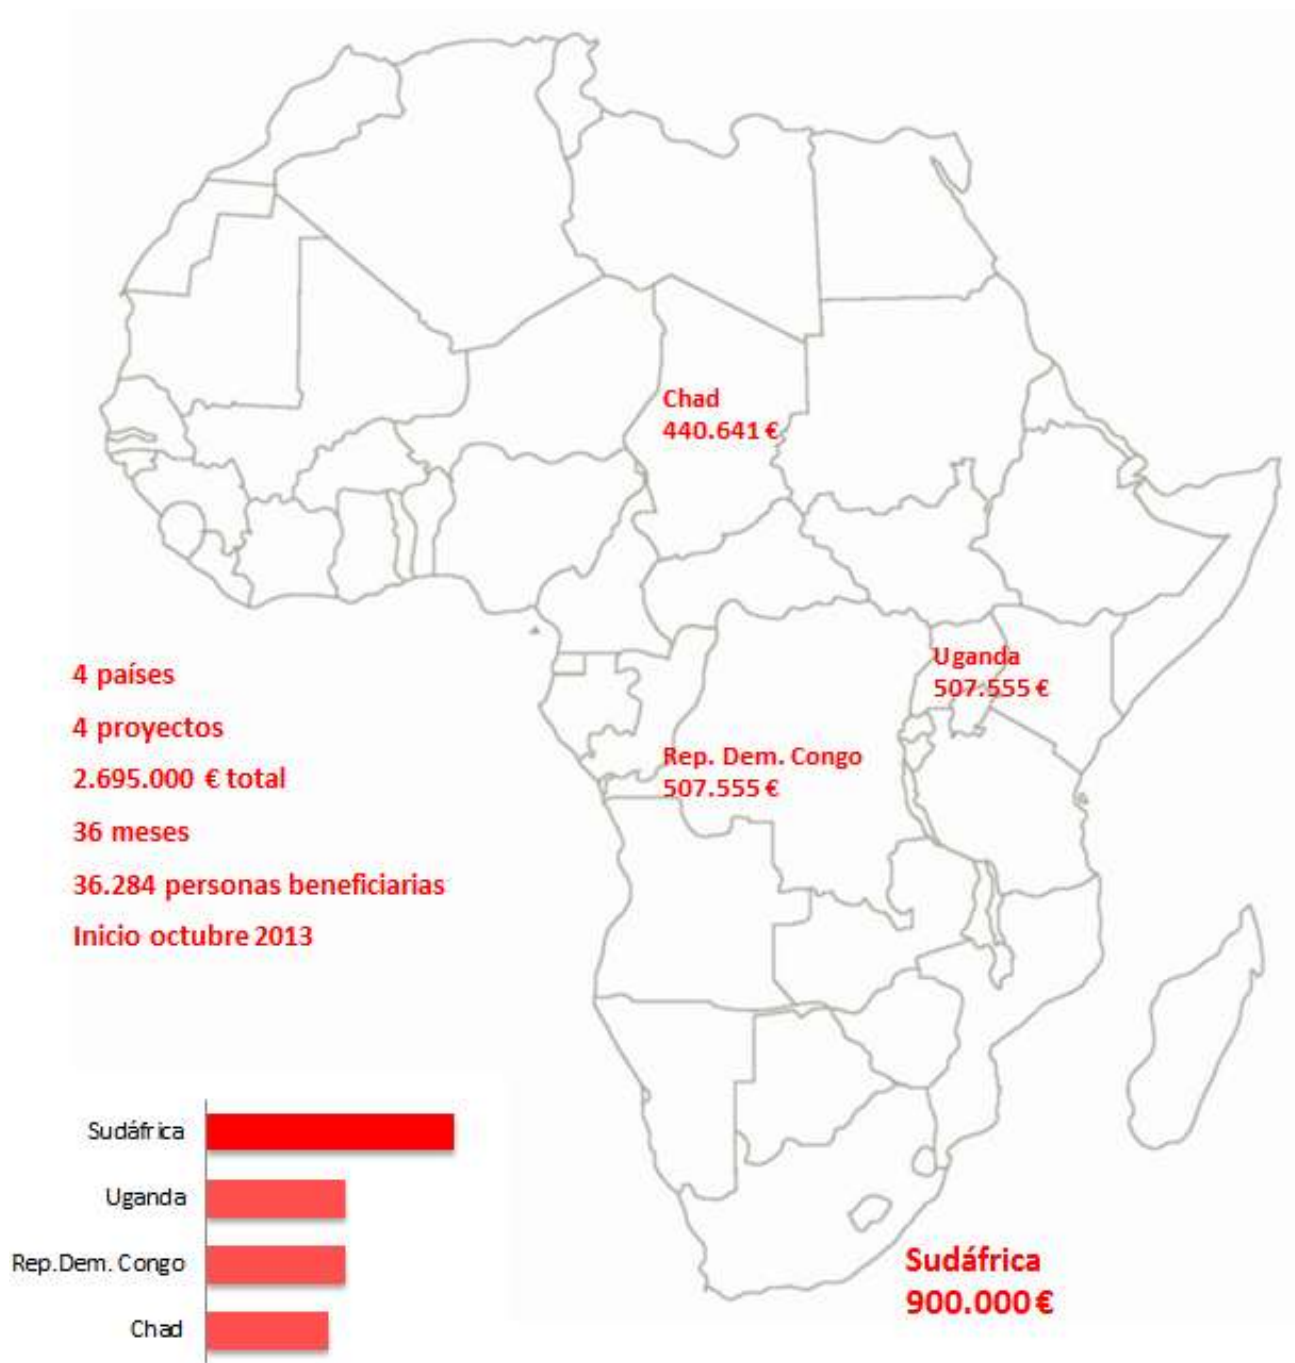 Chad
440.641 €
Uganda
507.555 €
Rep. Dem. Congo
507.555 €
4 países
4 proyectos
2.695.000 € total
36 meses
36.284 personas beneficiarias
Inicio octubre 2013
Sudáfrica
Uganda
Rep.Dem. Congo
Chad
Sudáfrica
900.000 €